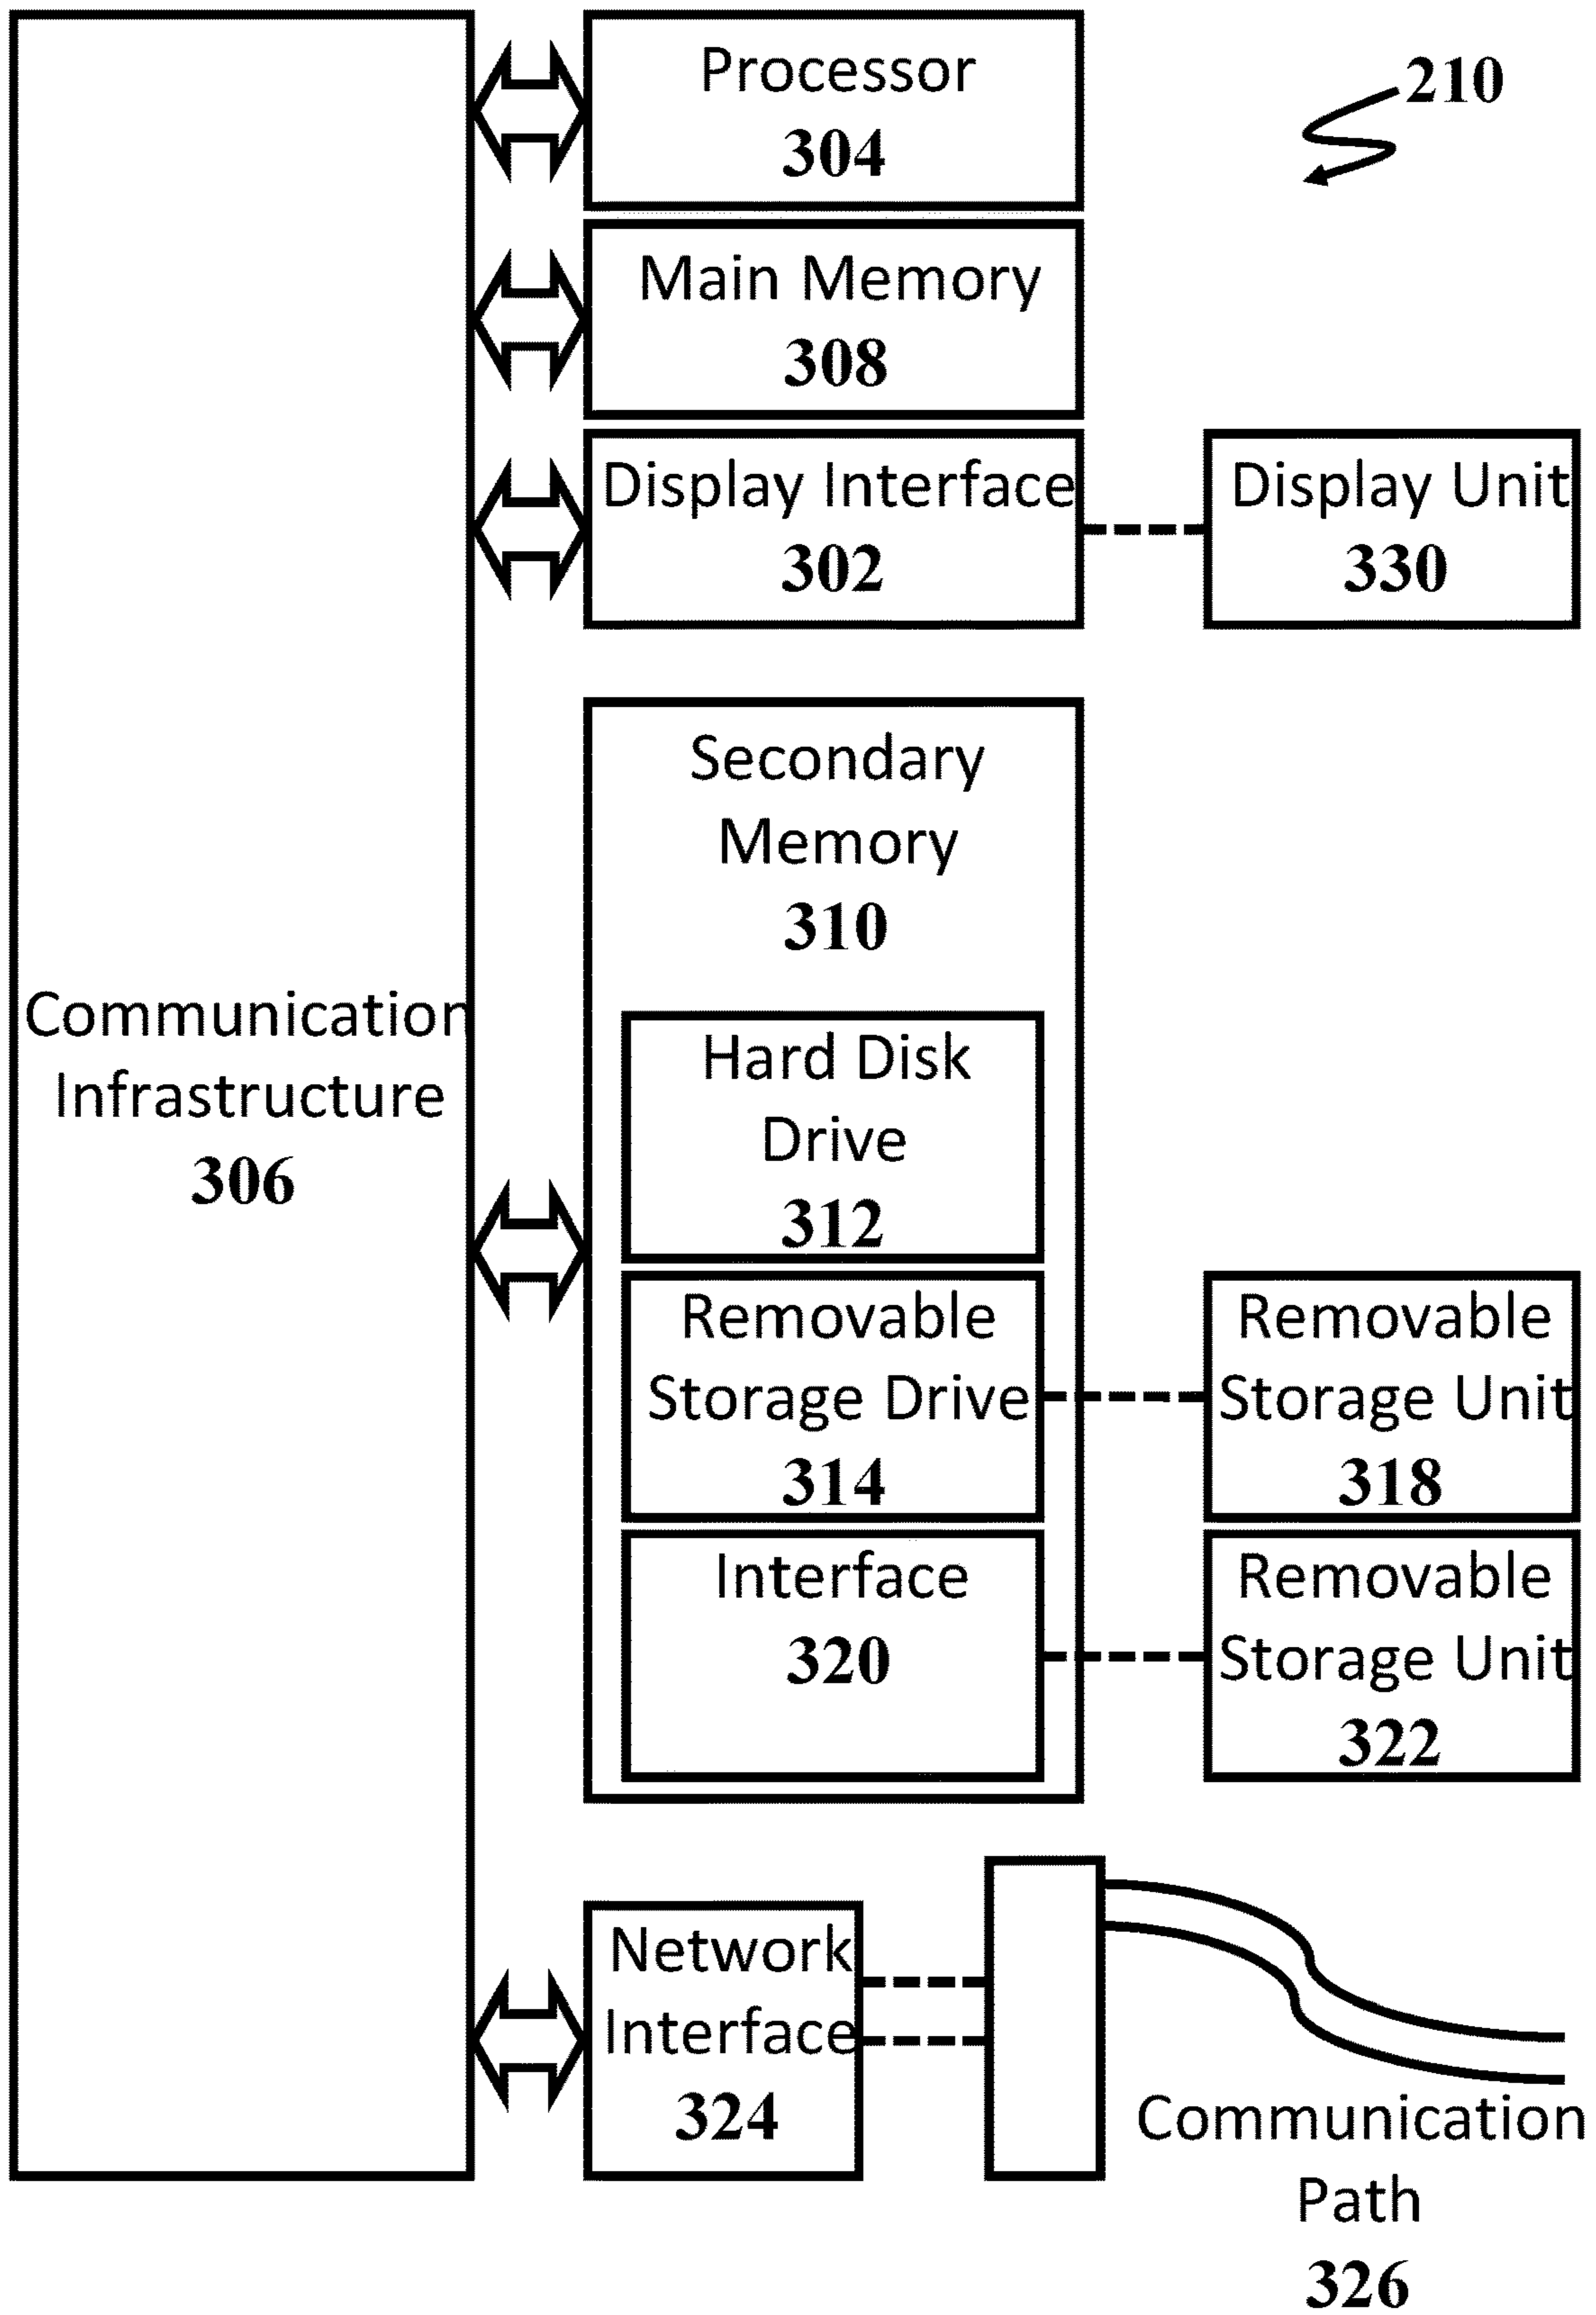 Processor
304
210
Main Memory
308
Display Interface
302
Display Unit
330
Secondary
Memory
310
Communication
Infrastructure
306
Hard Disk
Drive
312
Removable
Storage Drive
314
Removable
Storage Unit
318
Interface
320
Removable
Storage Unit
322
Network
Interface
324
Communication
Path
326